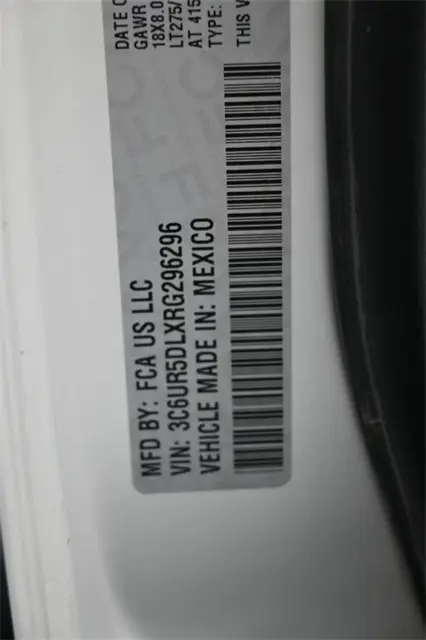 MFD BY: FCA US LLC
VIN: 3C6UR5DLXRG296296
VEHICLE MADE IN: MEXICO
DATE O
GAWR
18X8.0
LT275/
AT 415
TYPE:
THIS V